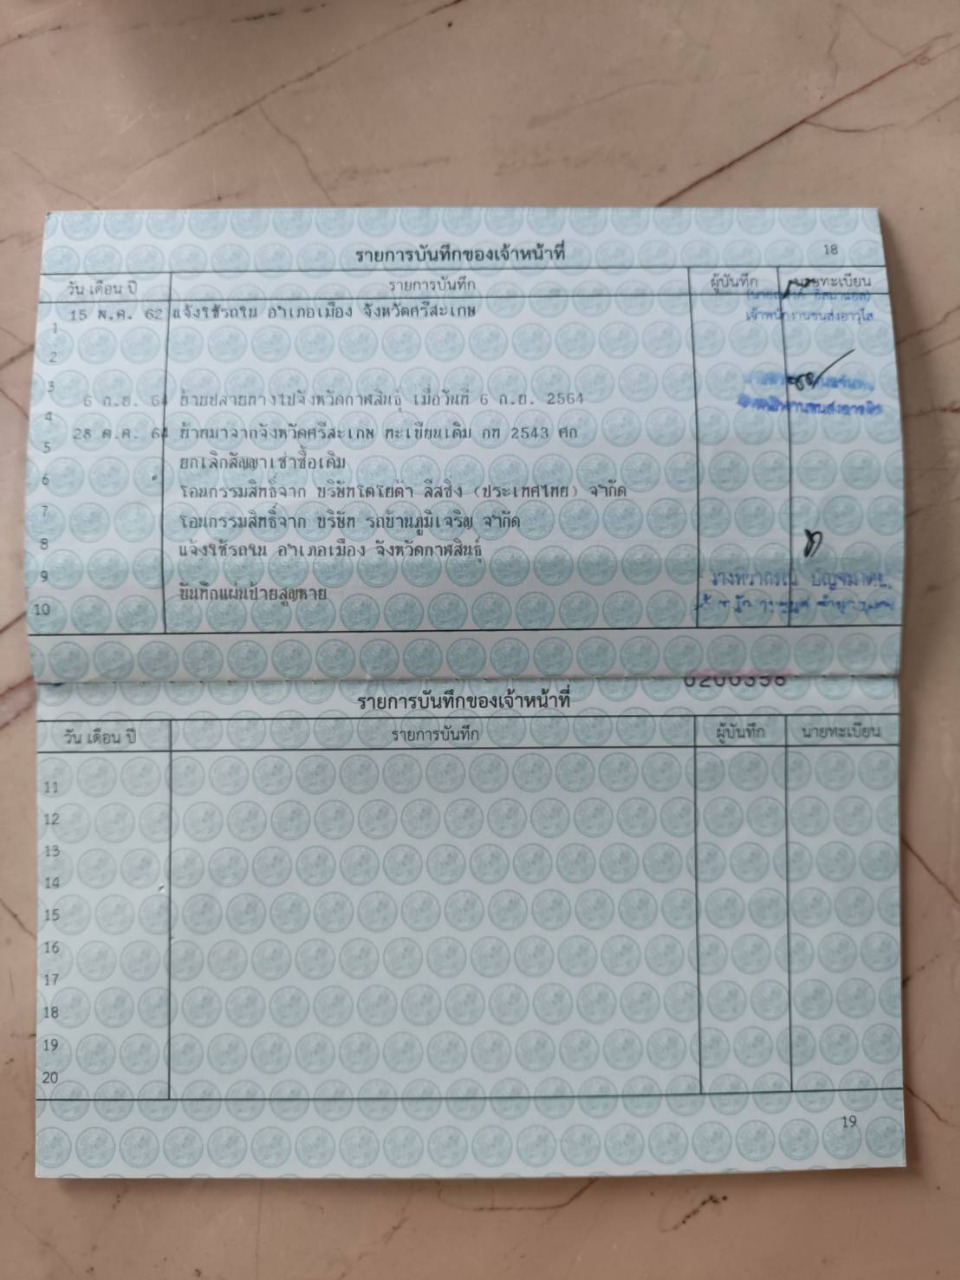 18
รายการบันทึกของเจ้าหน้าที่
วัน เดือน ปี รายการบันทึก ผู้บันทึก นายทะเบียน
15 พ.ค. 62 แจ้งใช้รถใน อำเภอเมือง จังหวัดศรีสะเกษ
เจ้าพนักงานขนส่งอาวุโส
1
2
3
6 ก.ย. 64 ย้ายปลายทางไปจังหวัดกาฬสินธุ์ เมื่อวันที่ 6 ก.ย. 2564
4
28 ต.ค. 64 ย้ายมาจากจังหวัดศรีสะเกษ ทะเบียนเดิม กท 2543 ศก
5
ยกเลิกสัญญาเช่าซื้อเดิม
6
โอนกรรมสิทธิ์จาก บริษัทโตโยต้า ลีสซิ่ง (ประเทศไทย) จำกัด
7
โอนกรรมสิทธิ์จาก บริษัท รถบ้านภูมิเจริญ จำกัด
8
แจ้งใช้รถใน อำเภอเมือง จังหวัดกาฬสินธุ์
9
บันทึกแผ่นป้ายสูญหาย
10
0200398
รายการบันทึกของเจ้าหน้าที่
วัน เดือน ปี รายการบันทึก ผู้บันทึก นายทะเบียน
11
12
13
14
15
16
17
18
19
20
19